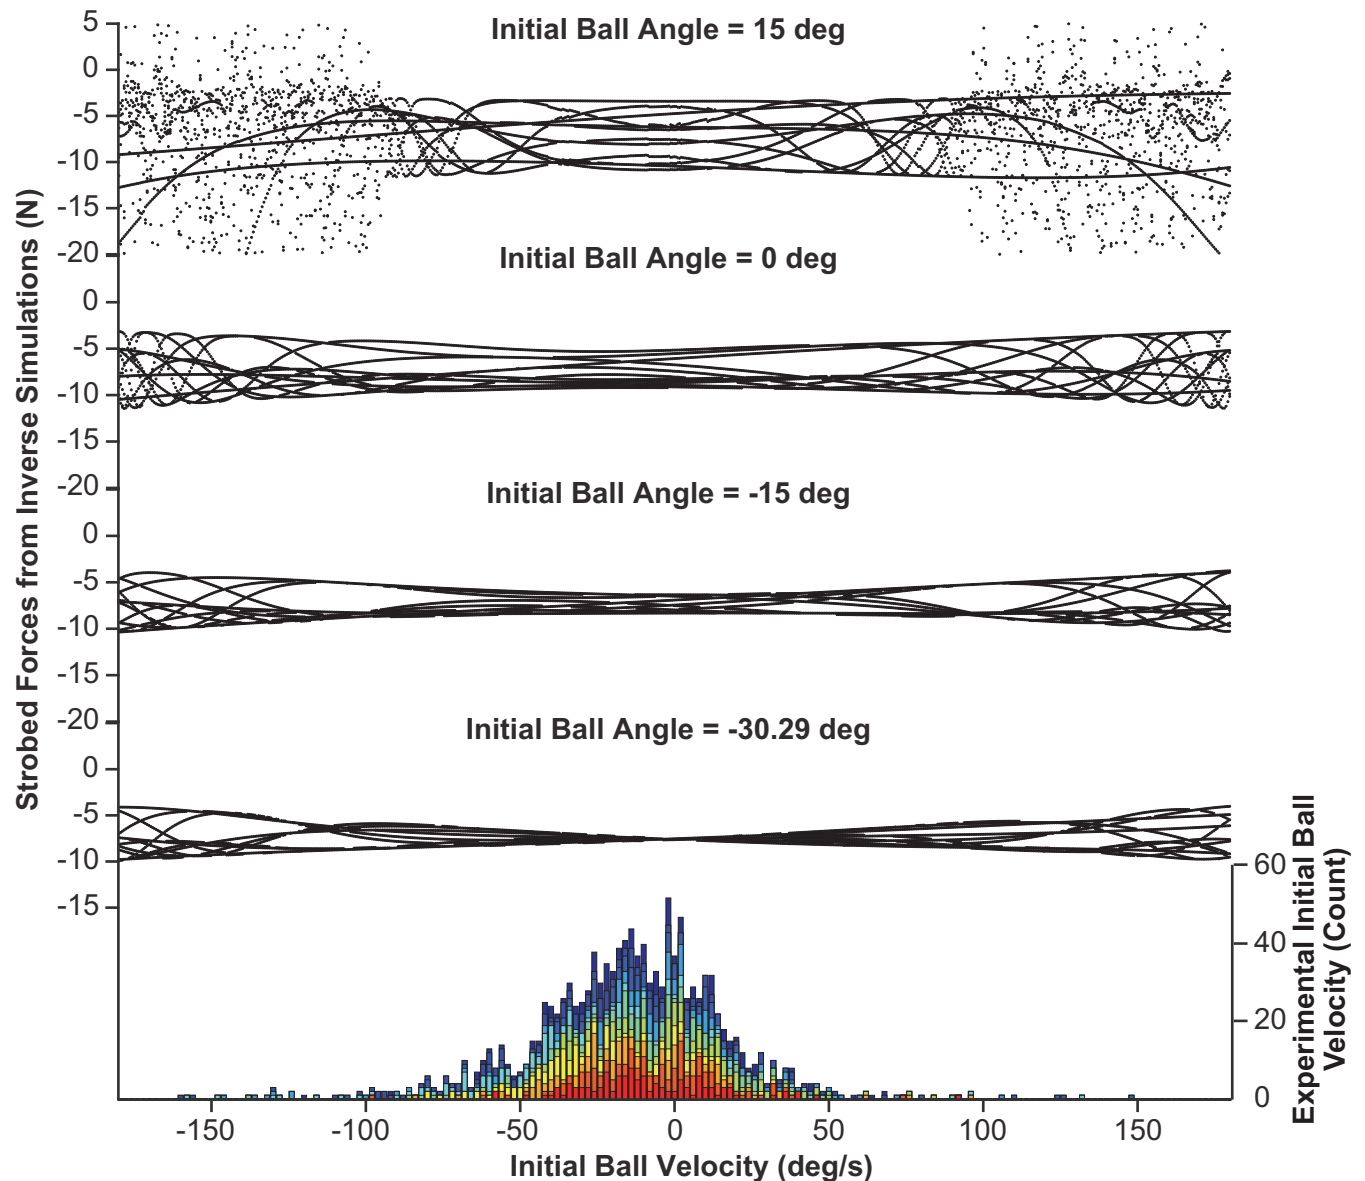 Initial Ball Angle = 15 deg
5
0
-5
-10
-15
-20
Initial Ball Angle = 0 deg
0
-5
-10
-15
-20
Initial Ball Angle = -15 deg
0
-5
-10
-15
-20
Initial Ball Angle = -30.29 deg
0
-5
-10
-15
Strobed Forces from Inverse Simulations (N)
60
40
20
0
Experimental Initial Ball
Velocity (Count)
-150 -100 -50 0 50 100 150
Initial Ball Velocity (deg/s)